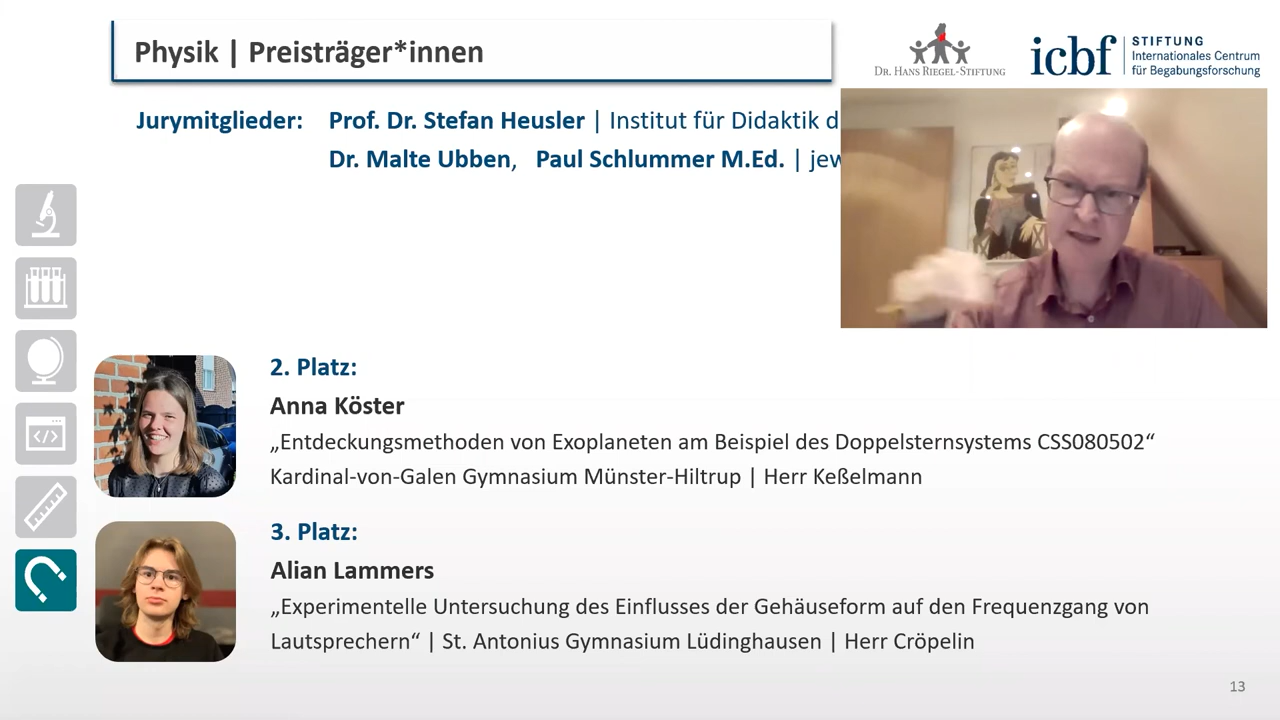 Physik | Preisträger*innen
DR. HANS RIEGEL-STIFTUNG
icbf
STIFTUNG
Internationales Centrum
für Begabungsforschung
Jurymitglieder: Prof. Dr. Stefan Heusler | Institut für Didaktik d
Dr. Malte Ubben, Paul Schlummer M.Ed. | jew
2. Platz:
Anna Köster
„Entdeckungsmethoden von Exoplaneten am Beispiel des Doppelsternsystems CSS080502“
Kardinal-von-Galen Gymnasium Münster-Hiltrup | Herr Keßelmann
3. Platz:
Alian Lammers
„Experimentelle Untersuchung des Einflusses der Gehäuseform auf den Frequenzgang von
Lautsprechern“ | St. Antonius Gymnasium Lüdinghausen | Herr Cröpelin
13